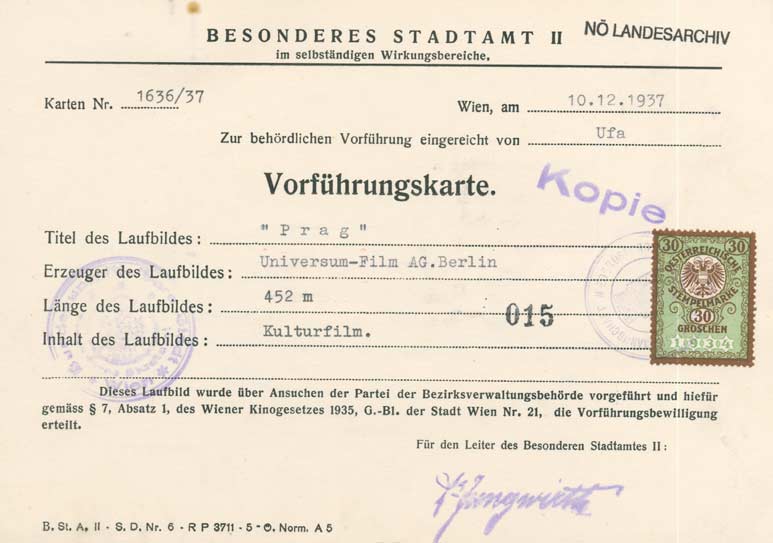 BESONDERES STADTAMT II
NÖ LANDESARCHIV
im selbständigen Wirkungsbereiche.
Karten Nr. 1636/37
Wien, am 10.12.1937
Zur behördlichen Vorführung eingereicht von Ufa
Vorführungskarte.
Kopie
Titel des Laufbildes: "Prag"
Erzeuger des Laufbildes: Universum-Film AG.Berlin
Länge des Laufbildes: 452 m
015
Inhalt des Laufbildes: Kulturfilm.
30 30
OESTERREICHISCHE
STEMPELMARKE
30
GROSCHEN
1934
Dieses Laufbild wurde über Ansuchen der Partei der Bezirksverwaltungsbehörde vorgeführt und hiefür
gemäss § 7, Absatz 1, des Wiener Kinogesetzes 1935, G.-Bl. der Stadt Wien Nr. 21, die Vorführungsbewilligung
erteilt.
Für den Leiter des Besonderen Stadtamtes II:
B. St. A. II - S. D. Nr. 6 - R P 3711 - 5 - O. Norm. A 5